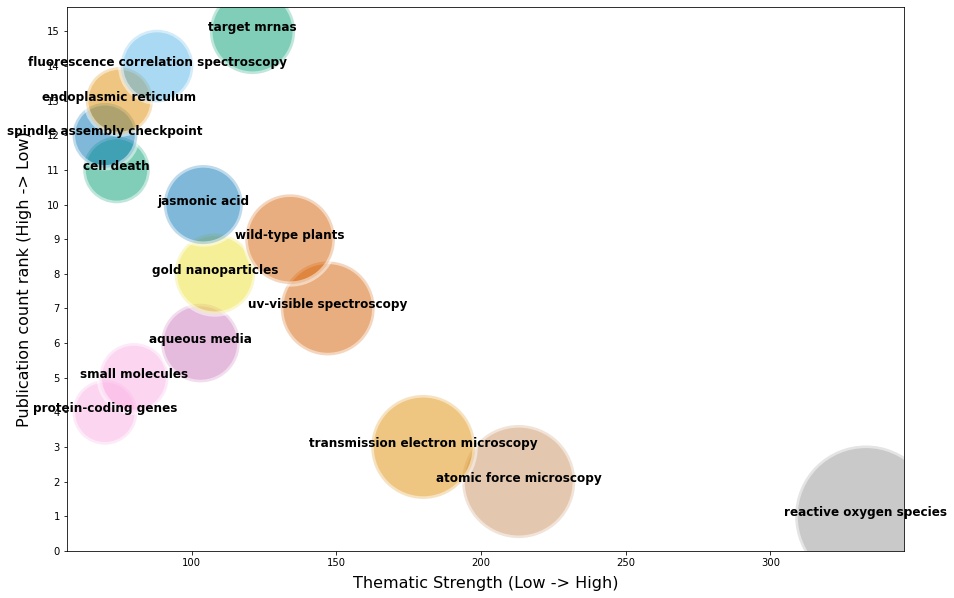 15
target mrnas
14
fluorescence correlation spectroscopy
13
endoplasmic reticulum
12
spindle assembly checkpoint
11
cell death
10
jasmonic acid
9
wild-type plants
8
gold nanoparticles
7
uv-visible spectroscopy
6
aqueous media
5
small molecules
4
protein-coding genes
3
transmission electron microscopy
2
atomic force microscopy
1
reactive oxygen species
0
Publication count rank (High -> Low)
100 150 200 250 300
Thematic Strength (Low -> High)